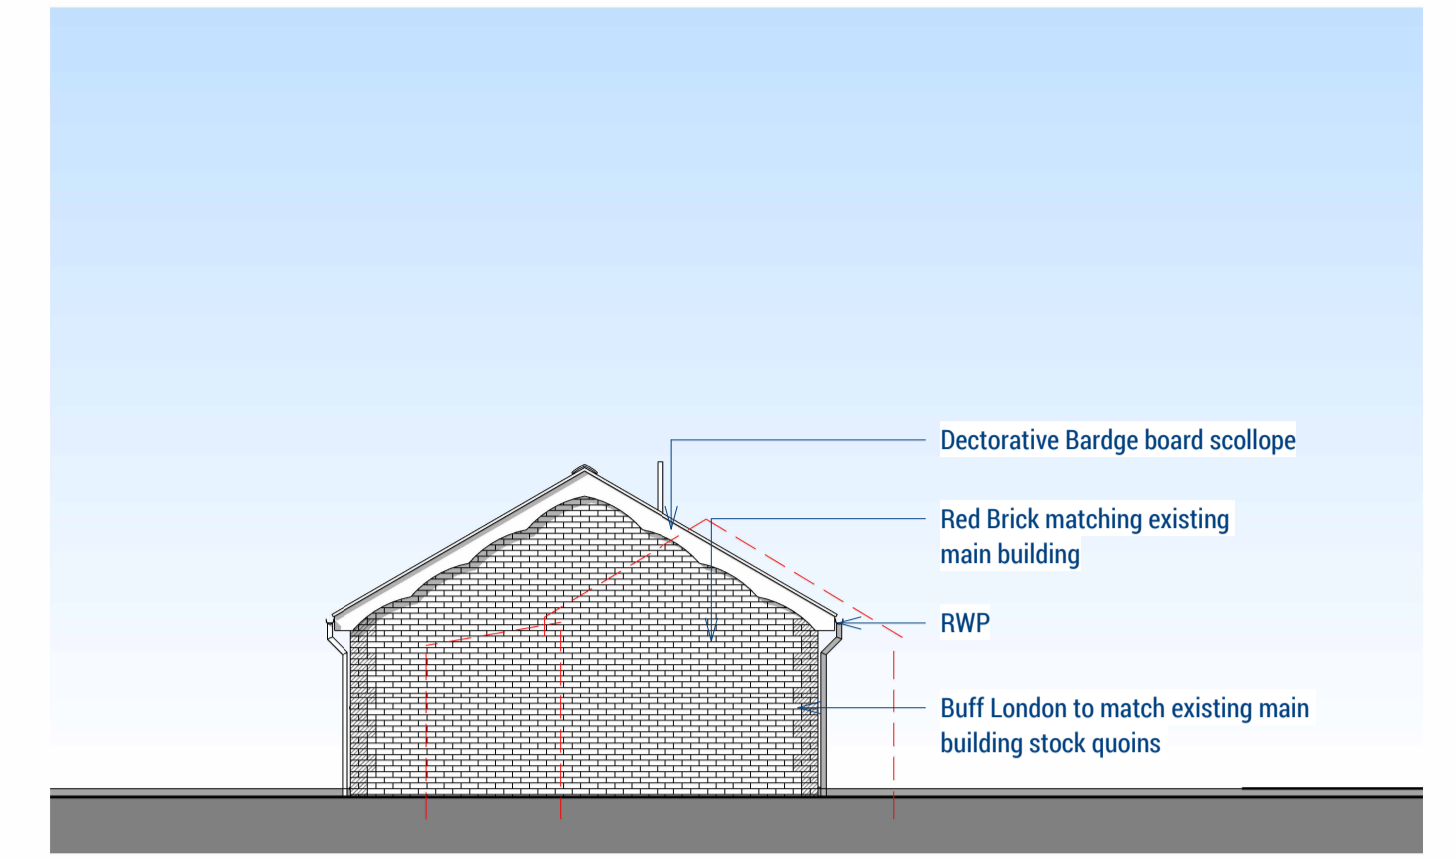 Dectorative Bardge board scollope
Red Brick matching existing
main building
RWP
Buff London to match existing main
building stock quoins